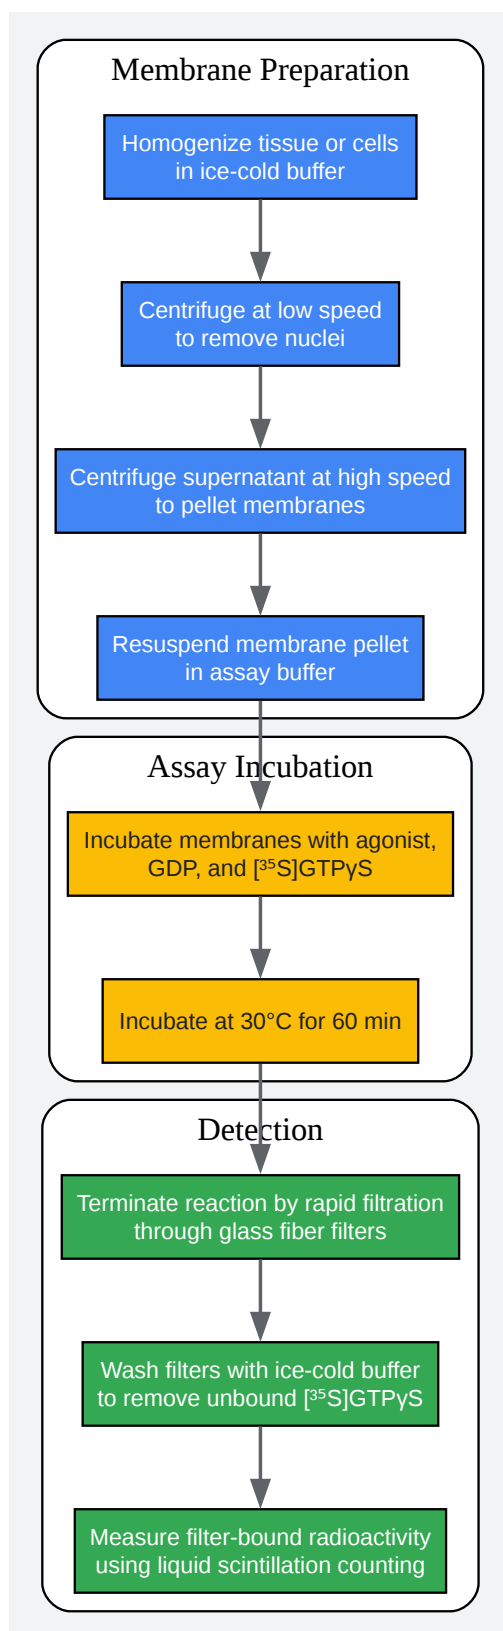 Membrane Preparation
Homogenize tissue or cells
in ice-cold buffer
Centrifuge at low speed
to remove nuclei
Centrifuge supernatant at high speed
to pellet membranes
Resuspend membrane pellet
in assay buffer
Assay Incubation
Incubate membranes with agonist,
GDP, and [³⁵S]GTPγS
Incubate at 30°C for 60 min
Detection
Terminate reaction by rapid filtration
through glass fiber filters
Wash filters with ice-cold buffer
to remove unbound [³⁵S]GTPγS
Measure filter-bound radioactivity
using liquid scintillation counting